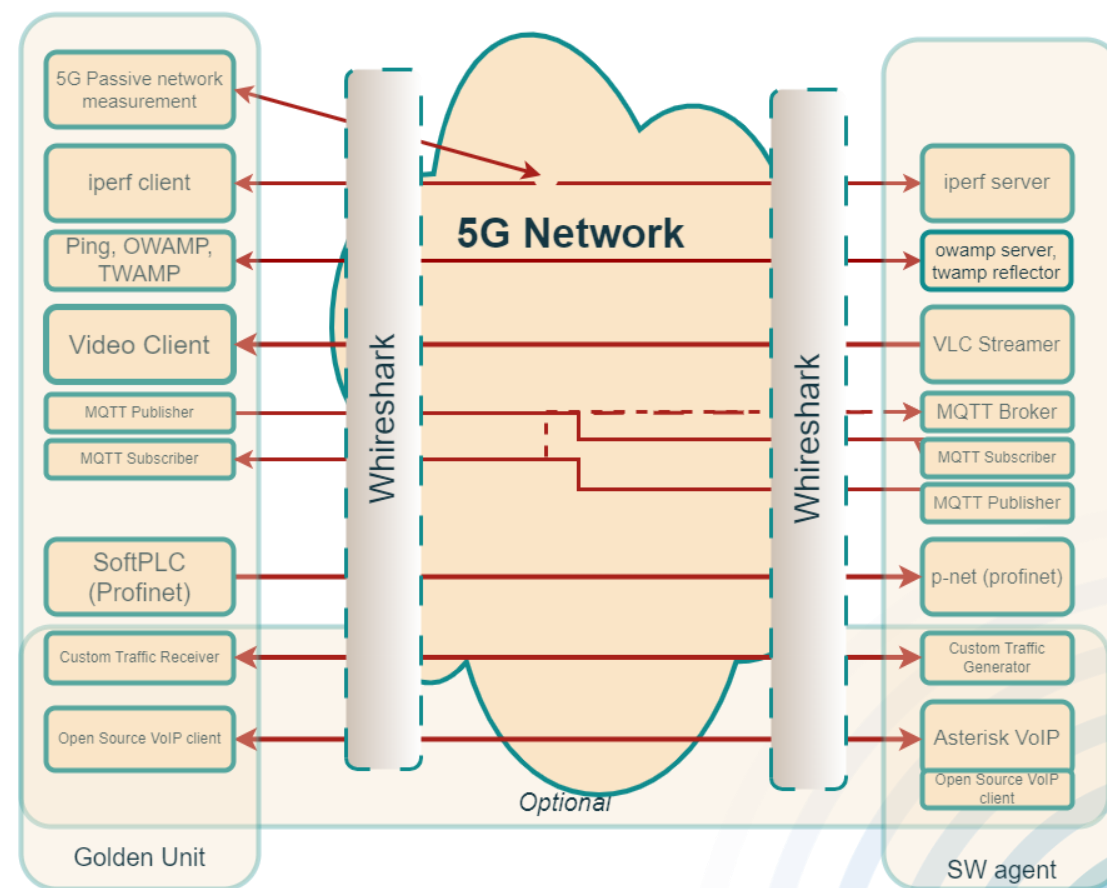 5G Passive network
measurement
iperf client
Ping, OWAMP,
TWAMP
Video Client
MQTT Publisher
MQTT Subscriber
SoftPLC
(Profinet)
Custom Traffic Receiver
Open Source VoIP client
Golden Unit
Whireshark
5G Network
Optional
Whireshark
iperf server
owamp server,
twamp reflector
VLC Streamer
MQTT Broker
MQTT Subscriber
MQTT Publisher
p-net (profinet)
Custom Traffic
Generator
Asterisk VoIP
Open Source VoIP
client
SW agent